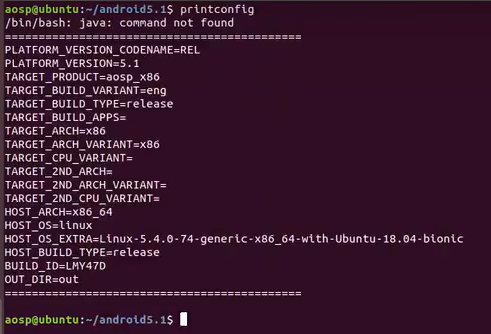 aosp@ubuntu:~/android5.1$ printconfig
/bin/bash: java: command not found
============================================
PLATFORM_VERSION_CODENAME=REL
PLATFORM_VERSION=5.1
TARGET_PRODUCT=aosp_x86
TARGET_BUILD_VARIANT=eng
TARGET_BUILD_TYPE=release
TARGET_BUILD_APPS=
TARGET_ARCH=x86
TARGET_ARCH_VARIANT=x86
TARGET_CPU_VARIANT=
TARGET_2ND_ARCH=
TARGET_2ND_ARCH_VARIANT=
TARGET_2ND_CPU_VARIANT=
HOST_ARCH=x86_64
HOST_OS=linux
HOST_OS_EXTRA=Linux-5.4.0-74-generic-x86_64-with-Ubuntu-18.04-bionic
HOST_BUILD_TYPE=release
BUILD_ID=LMY47D
OUT_DIR=out
============================================
aosp@ubuntu:~/android5.1$